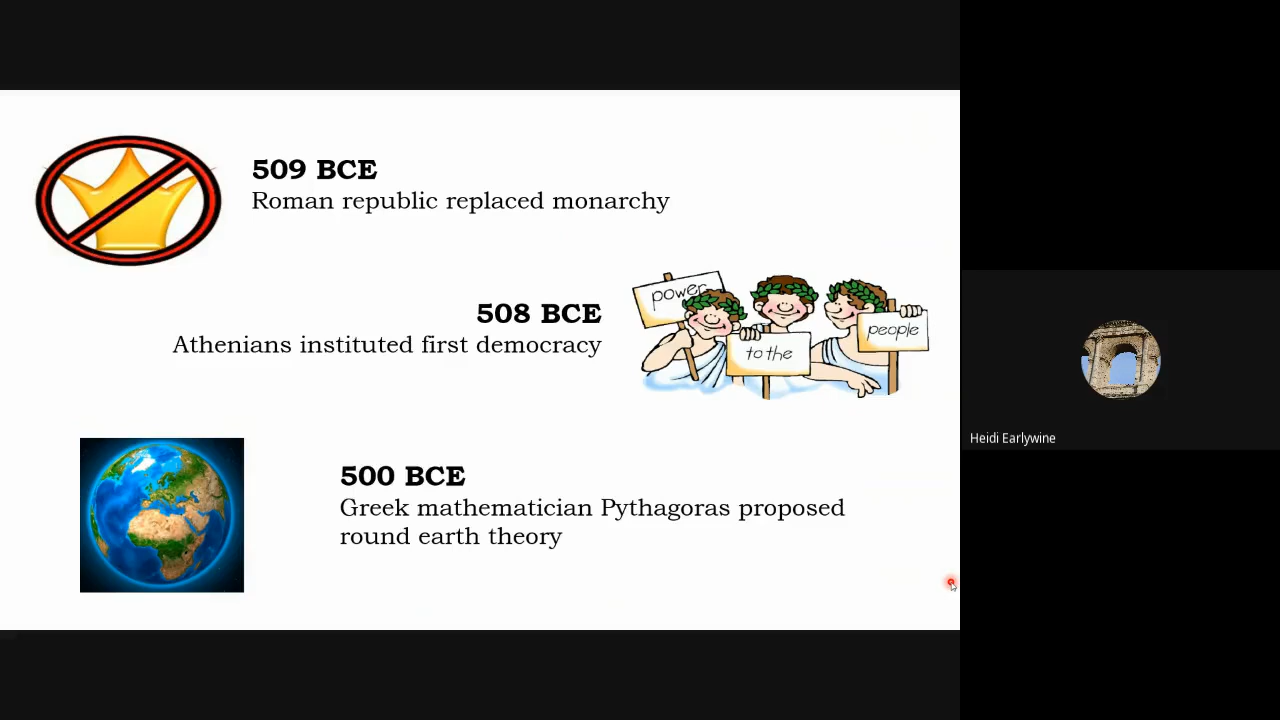 509 BCE
Roman republic replaced monarchy
508 BCE
Athenians instituted first democracy
power
to the
people
500 BCE
Greek mathematician Pythagoras proposed
round earth theory
Heidi Earlywine